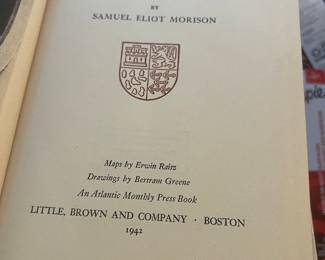 BY
SAMUEL ELIOT MORISON
Maps by Erwin Raisz
Drawings by Bertram Greene
An Atlantic Monthly Press Book
LITTLE, BROWN AND COMPANY · BOSTON
1942